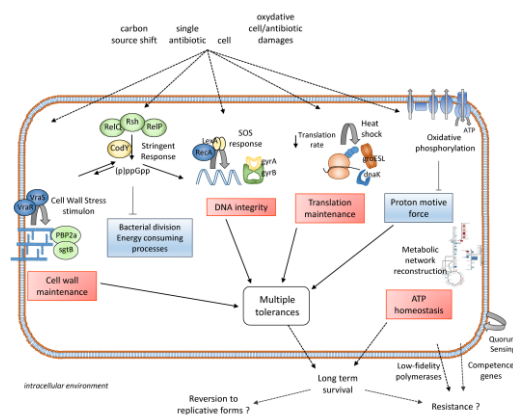 carbon
source shift
single
antibiotic
cell
oxydative
cell/antibiotic
damages
RelQ
Rsh
RelP
CodY
Stringent
Response
(p)ppGpp
LexA
RecA
SOS
response
gyrA
gyrB
Translation
rate
Heat
shock
groESL
dnaK
ATP
Oxidative
phosphorylation
VraS
VraR
Cell Wall Stress
stimulon
PBP2a
sgtB
Bacterial division
Energy consuming
processes
DNA integrity
Translation
maintenance
Proton motive
force
Metabolic
network
reconstruction
Cell wall
maintenance
Multiple
tolerances
ATP
homeostasis
Quorum
Sensing
Low-fidelity
polymerases
Competence
genes
intracellular environment
Long term
survival
Reversion to
replicative forms ?
Resistance ?